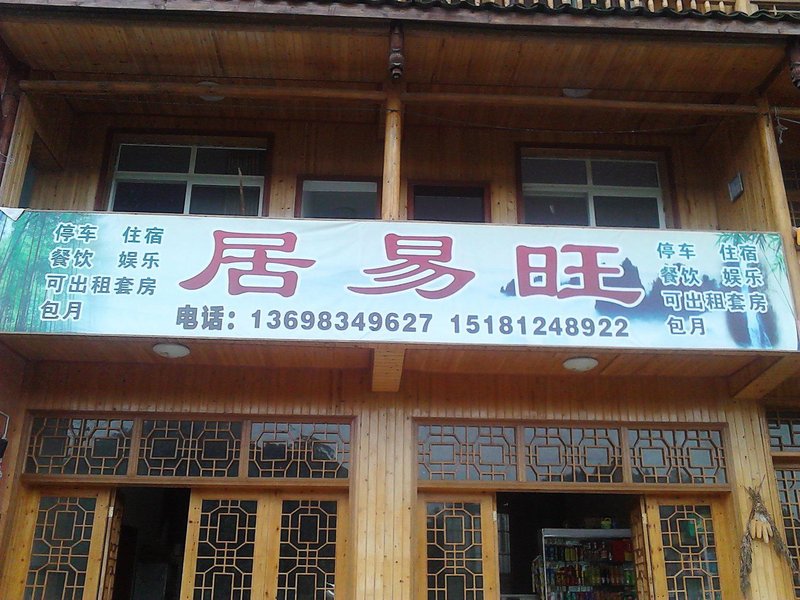 停车 住宿
餐饮 娱乐
可出租套房
包月
居易旺
电话：13698349627 15181248922
停车 住宿
餐饮 娱乐
可出租套房
包月